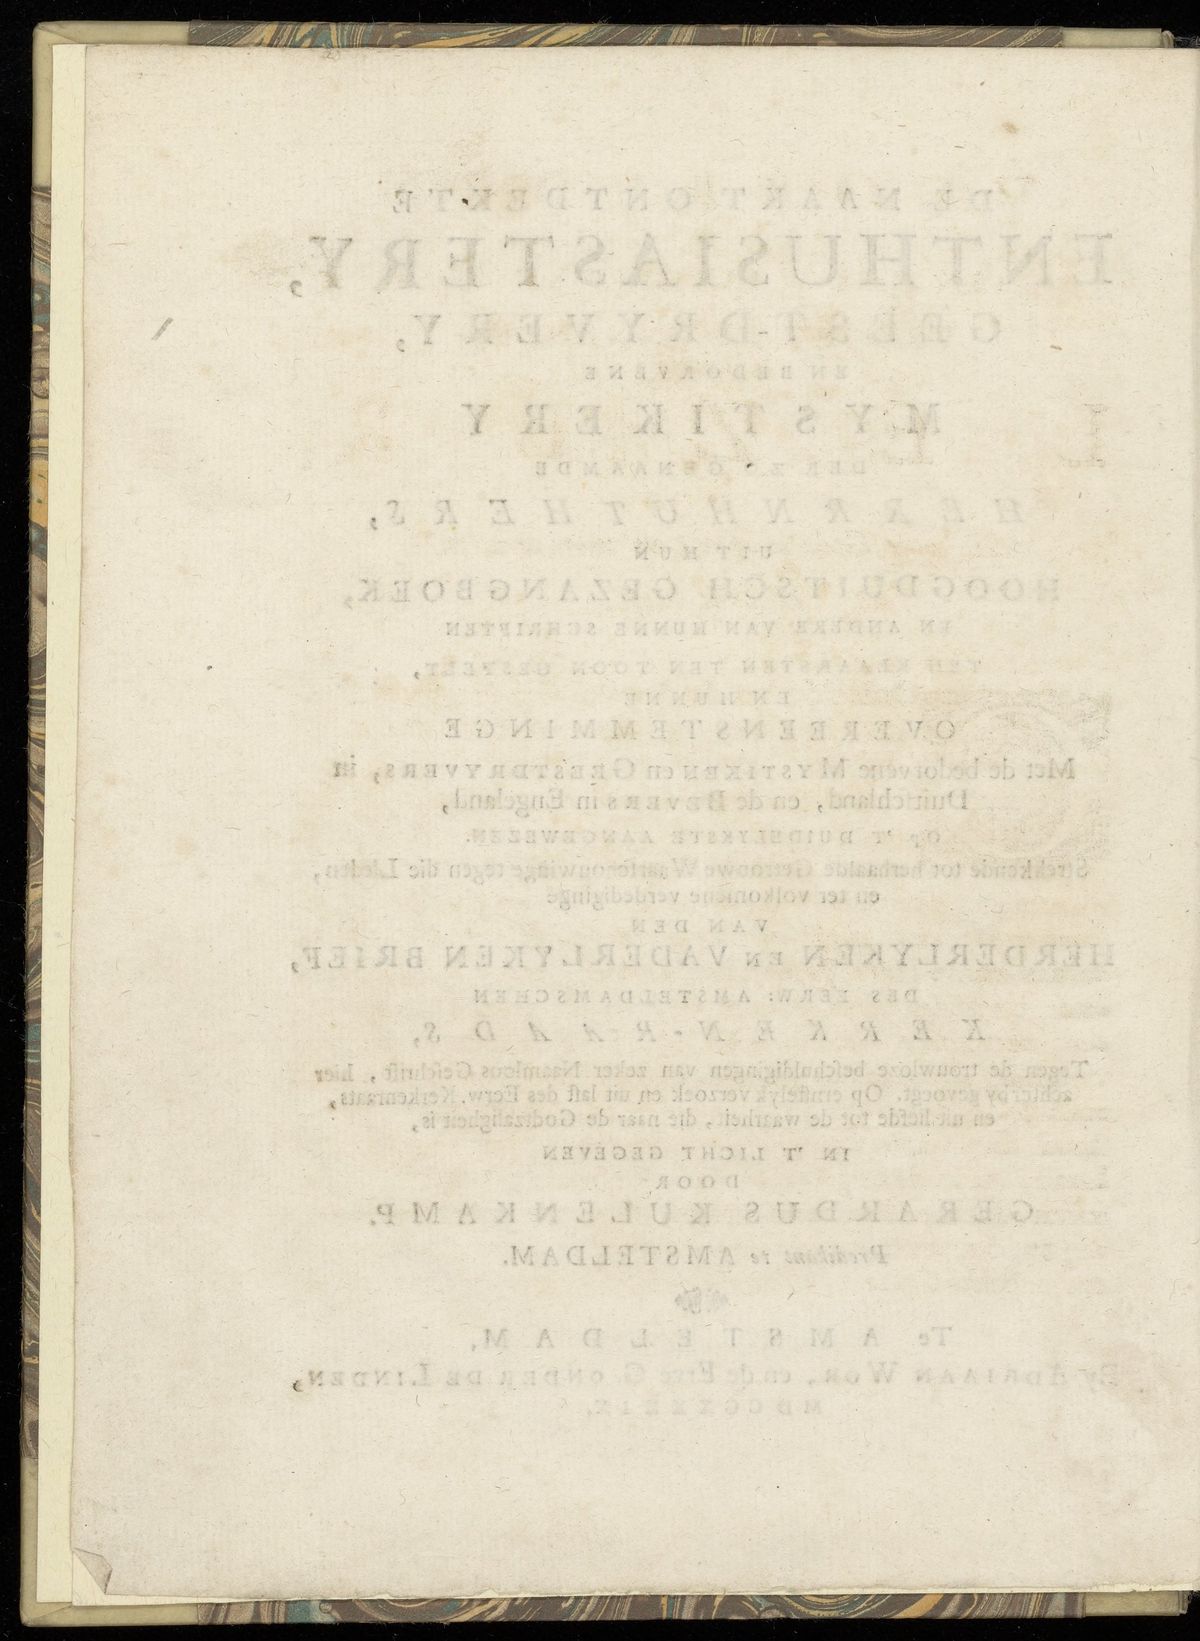 DE NAAKT ONTDEKTE
ENTHUSIASTERY,
GEEST-DRYVERY,
EN BEDORVENE
MYSTIKERY
DER ZO GENAAMDE
HERRNHUTHERS,
UIT HUN
HOOGDUITSCH GEZANGBOEK,
EN ANDERE VAN HUNNE SCHRIFTEN
TEN KLAARSTEN TEN TOON GESTELT,
EN HUNNE
OVEREENSTEMMINGE
Met de bedorvene MYSTIKEN en GEESTDRYVERS, in
Duitschland, en de BEVERS in Engeland,
OP 'T DUIDELYKSTE AANGEWEZEN.
Strekkende tot herhaalde Getrouwe Waarschouwinge tegen die Lieden,
en ter volkomene verdediginge
VAN DEN
HERDERLYKEN EN VADERLYKEN BRIEF,
DES EERW: AMSTELDAMSCHEN
KERKEN-RAADS,
Tegen de trouwloze beschuldigingen van zeker Naamloos Geschrift, hier
achterby gevoegt. Op ernstelyk verzoek en uit last des Eerw. Kerkenraats,
en uit liefde tot de waarheit, die naar de Godtzaligheit is,
IN 'T LICHT GEGEVEN
DOOR
GERARDUS KULENKAMP.
Predikant te AMSTELDAM.
Te AMSTELDAM,
By ADRIAAN WOR, en de Erve G. ONDER DE LINDEN,
MDCCXXXIX.